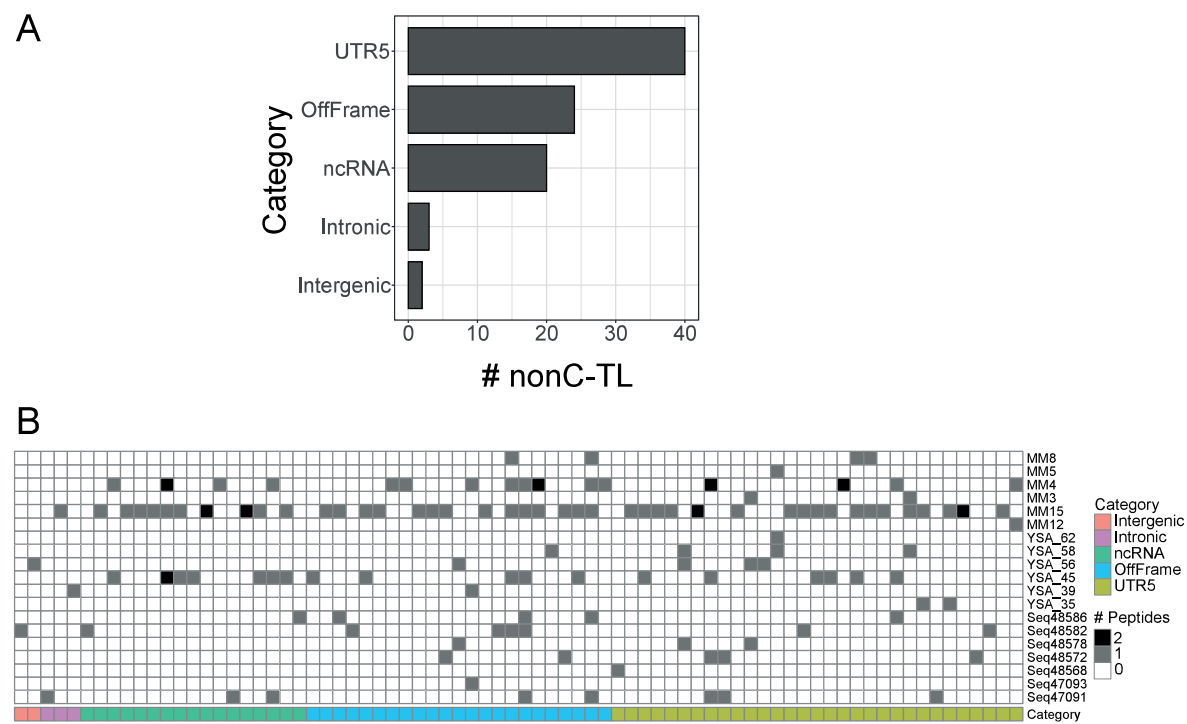 A
Category
UTR5
OffFrame
ncRNA
Intronic
Intergenic
0 10 20 30 40
# nonC-TL
B
MM8
MM5
MM4
MM3
MM15
MM12
YSA_62
YSA_58
YSA_56
YSA_45
YSA_39
YSA_35
Seq48586
Seq48582
Seq48578
Seq48572
Seq48568
Seq47093
Seq47091
Category
Category
Intergenic
Intronic
ncRNA
OffFrame
UTR5
# Peptides
2
1
0